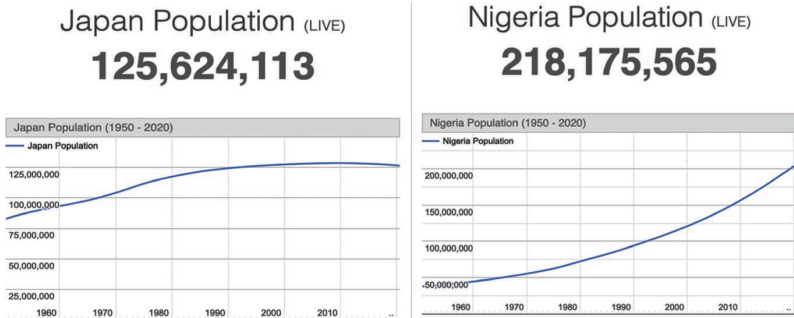 Japan Population (LIVE)
125,624,113
Japan Population (1950 - 2020)
Japan Population
125,000,000
100,000,000
75,000,000
50,000,000
25,000,000
1960 1970 1980 1990 2000 2010 ..
Nigeria Population (LIVE)
218,175,565
Nigeria Population (1950 - 2020)
Nigeria Population
200,000,000
150,000,000
100,000,000
50,000,000
1960 1970 1980 1990 2000 2010 ..